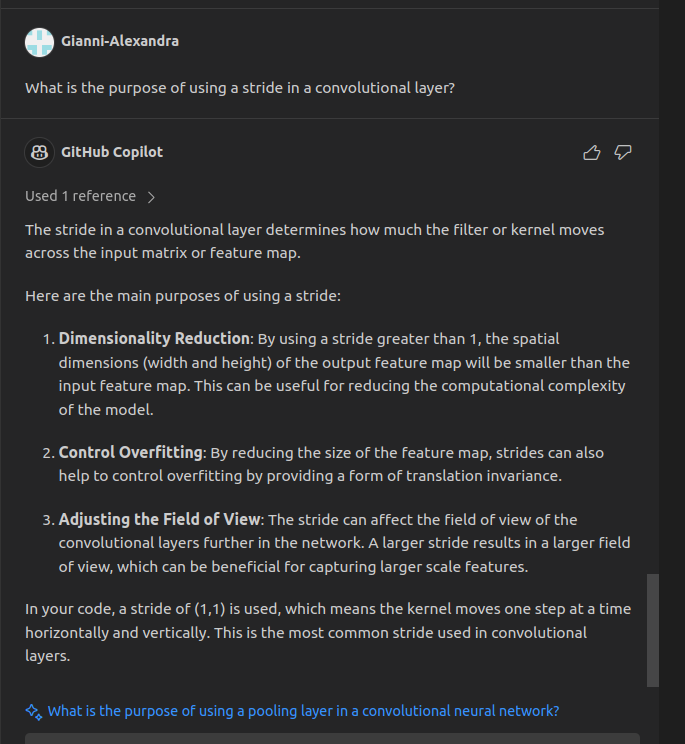 Gianni-Alexandra
What is the purpose of using a stride in a convolutional layer?
GitHub Copilot
Used 1 reference
The stride in a convolutional layer determines how much the filter or kernel moves
across the input matrix or feature map.
Here are the main purposes of using a stride:
1. Dimensionality Reduction: By using a stride greater than 1, the spatial
dimensions (width and height) of the output feature map will be smaller than the
input feature map. This can be useful for reducing the computational complexity
of the model.
2. Control Overfitting: By reducing the size of the feature map, strides can also
help to control overfitting by providing a form of translation invariance.
3. Adjusting the Field of View: The stride can affect the field of view of the
convolutional layers further in the network. A larger stride results in a larger field
of view, which can be beneficial for capturing larger scale features.
In your code, a stride of (1,1) is used, which means the kernel moves one step at a time
horizontally and vertically. This is the most common stride used in convolutional
layers.
What is the purpose of using a pooling layer in a convolutional neural network?